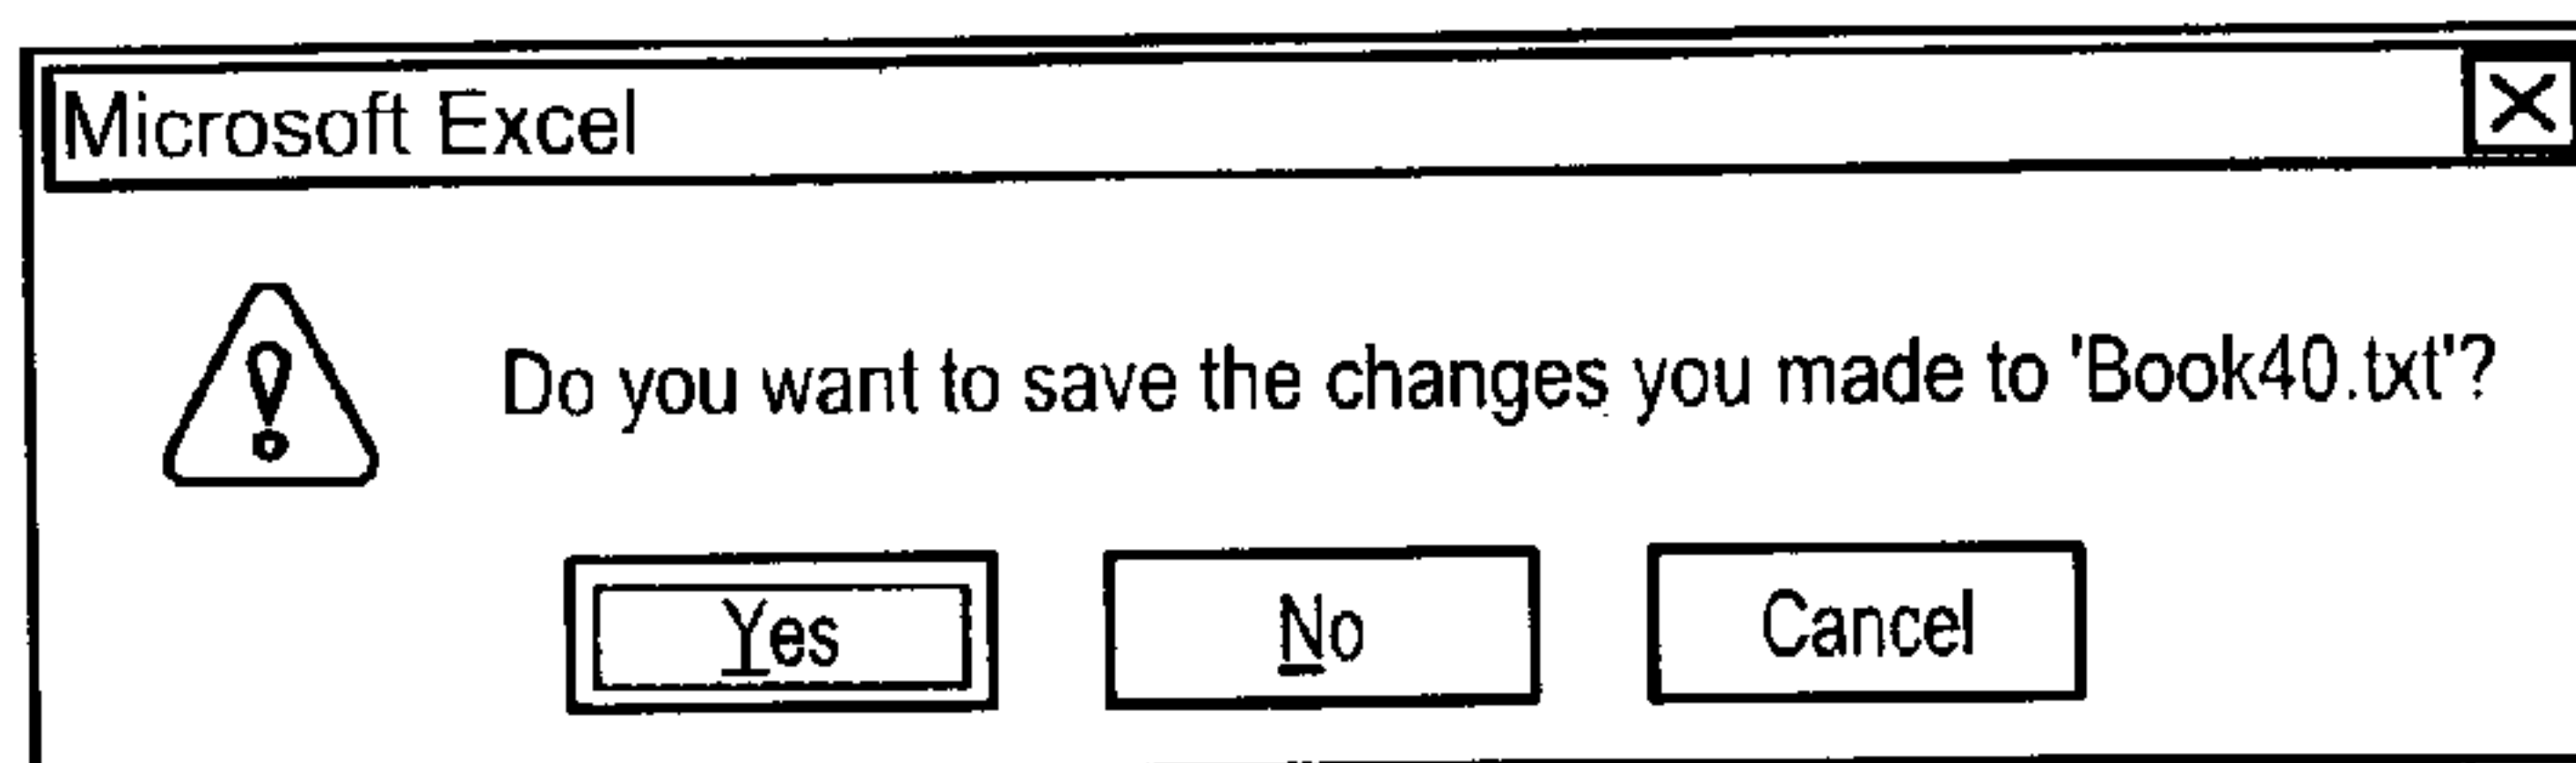 Microsoft Excel
Do you want to save the changes you made to 'Book40.txt'?
Yes No Cancel